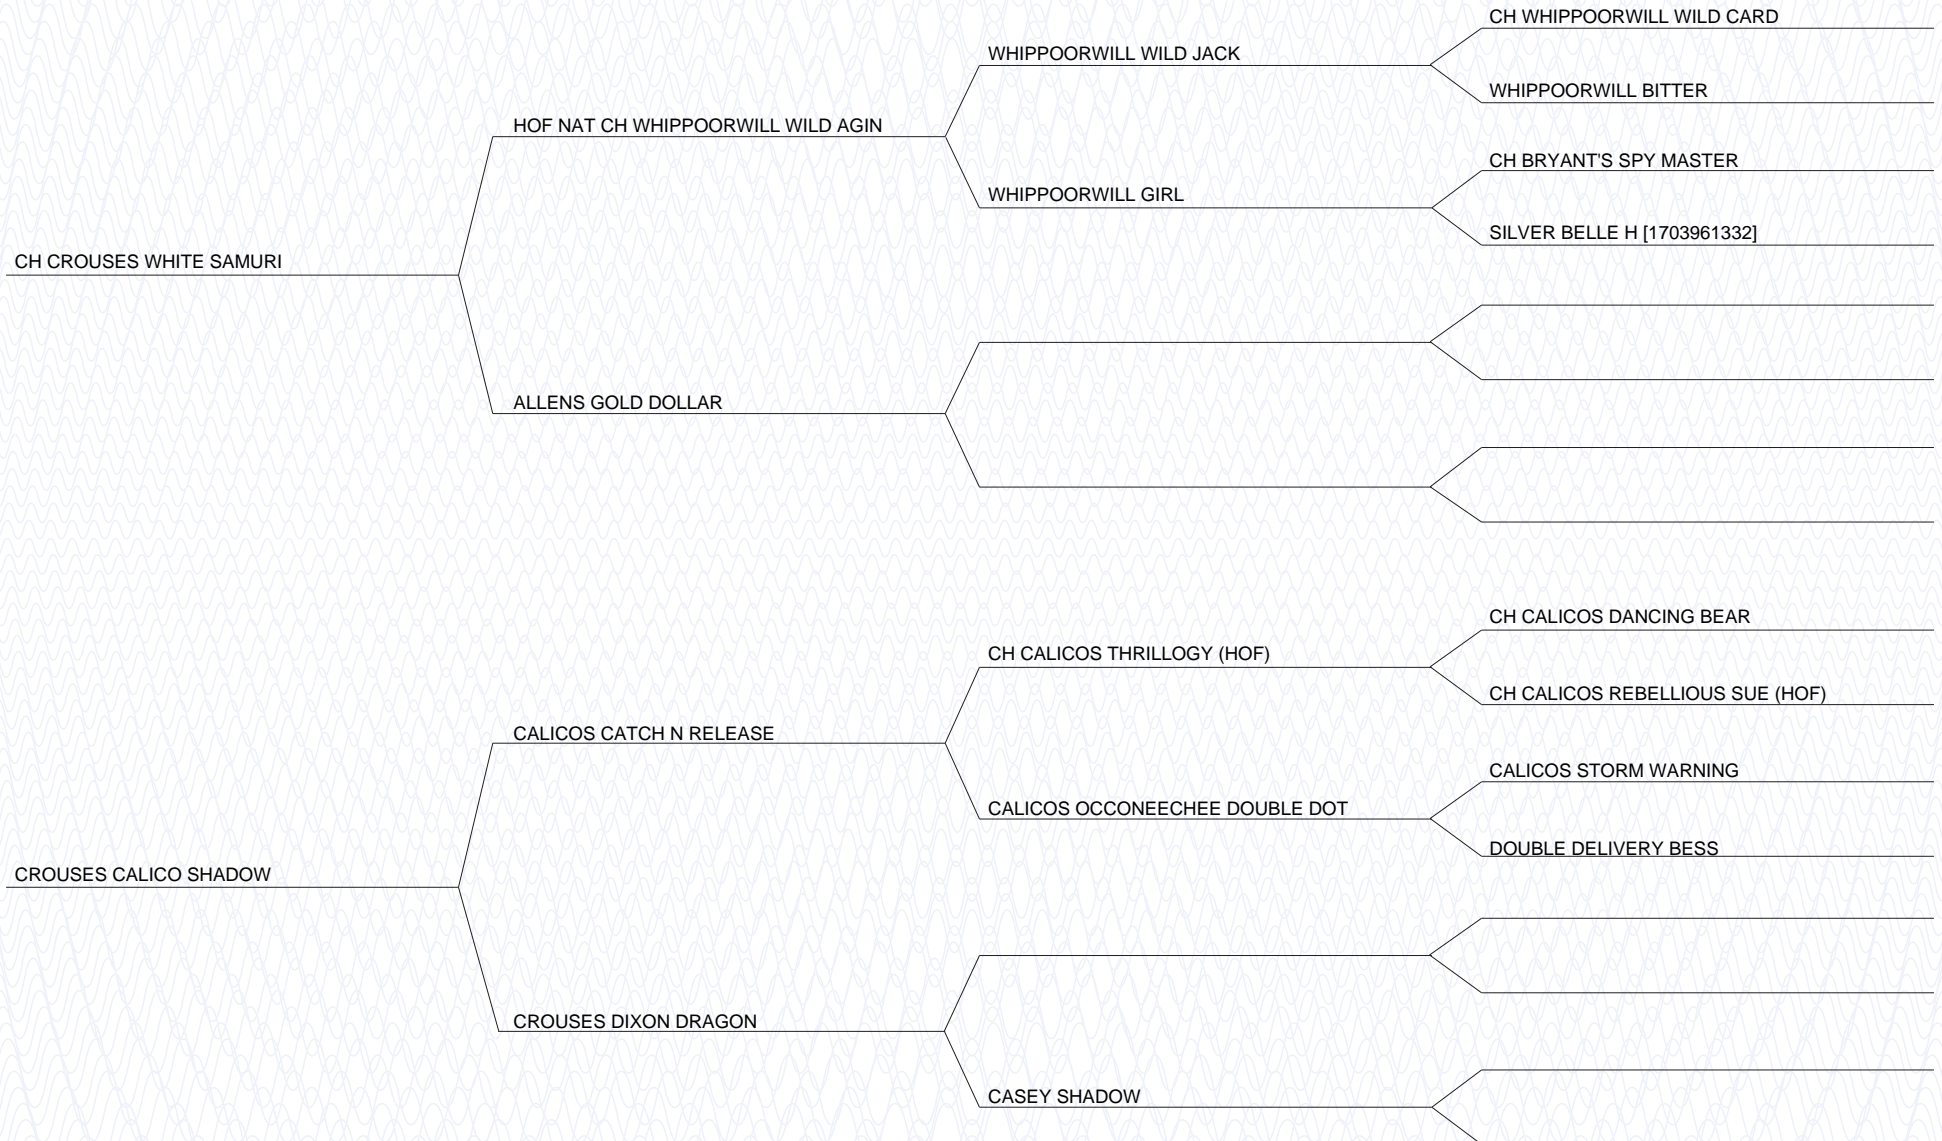 CH WHIPPOORWILL WILD CARD
WHIPPOORWILL WILD JACK
WHIPPOORWILL BITTER
HOF NAT CH WHIPPOORWILL WILD AGIN
CH BRYANT'S SPY MASTER
WHIPPOORWILL GIRL
SILVER BELLE H [1703961332]
CH CROUSES WHITE SAMURI
ALLENS GOLD DOLLAR
CH CALICOS DANCING BEAR
CH CALICOS THRILLOGY (HOF)
CH CALICOS REBELLIOUS SUE (HOF)
CALICOS CATCH N RELEASE
CALICOS STORM WARNING
CALICOS OCCONEECHEE DOUBLE DOT
DOUBLE DELIVERY BESS
CROUSES CALICO SHADOW
CROUSES DIXON DRAGON
CASEY SHADOW